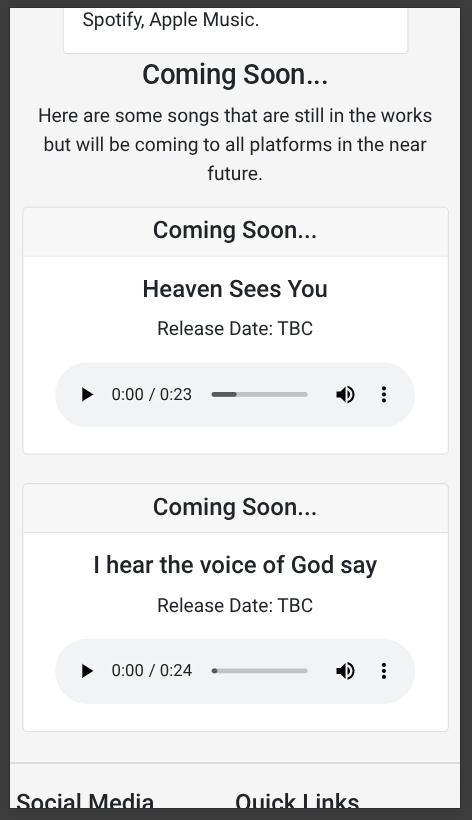 Spotify, Apple Music.
Coming Soon...
Here are some songs that are still in the works
but will be coming to all platforms in the near
future.
Coming Soon...
Heaven Sees You
Release Date: TBC
0:00 / 0:23
Coming Soon...
I hear the voice of God say
Release Date: TBC
0:00 / 0:24
Social Media
Quick Links